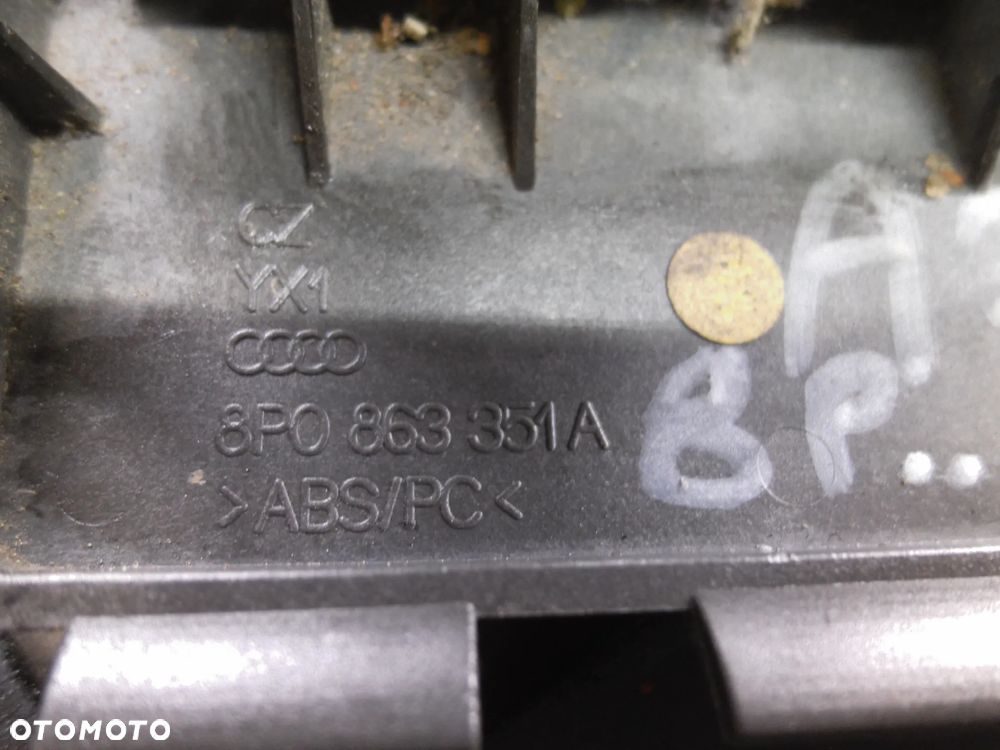 CZ
YX1
8P0 863 351A
>ABS/PC<
A
8P..
OTOMOTO